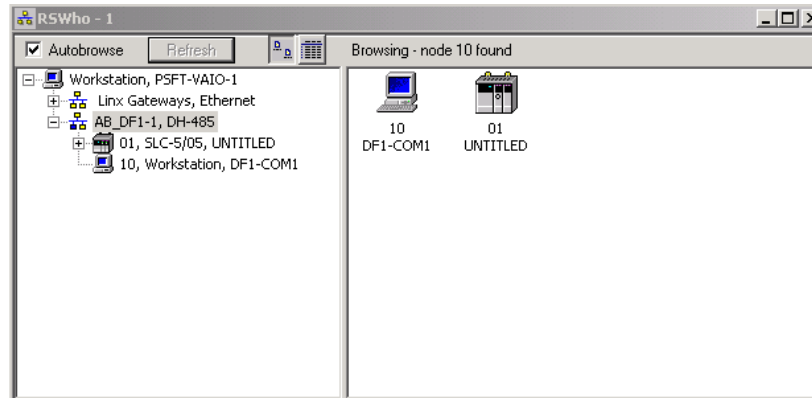 RSWho - 1
Autobrowse
Refresh
Browsing - node 10 found
Workstation, PSFT-VAIO-1
Linx Gateways, Ethernet
AB_DF1-1, DH-485
01, SLC-5/05, UNTITLED
10, Workstation, DF1-COM1
10
DF1-COM1
01
UNTITLED